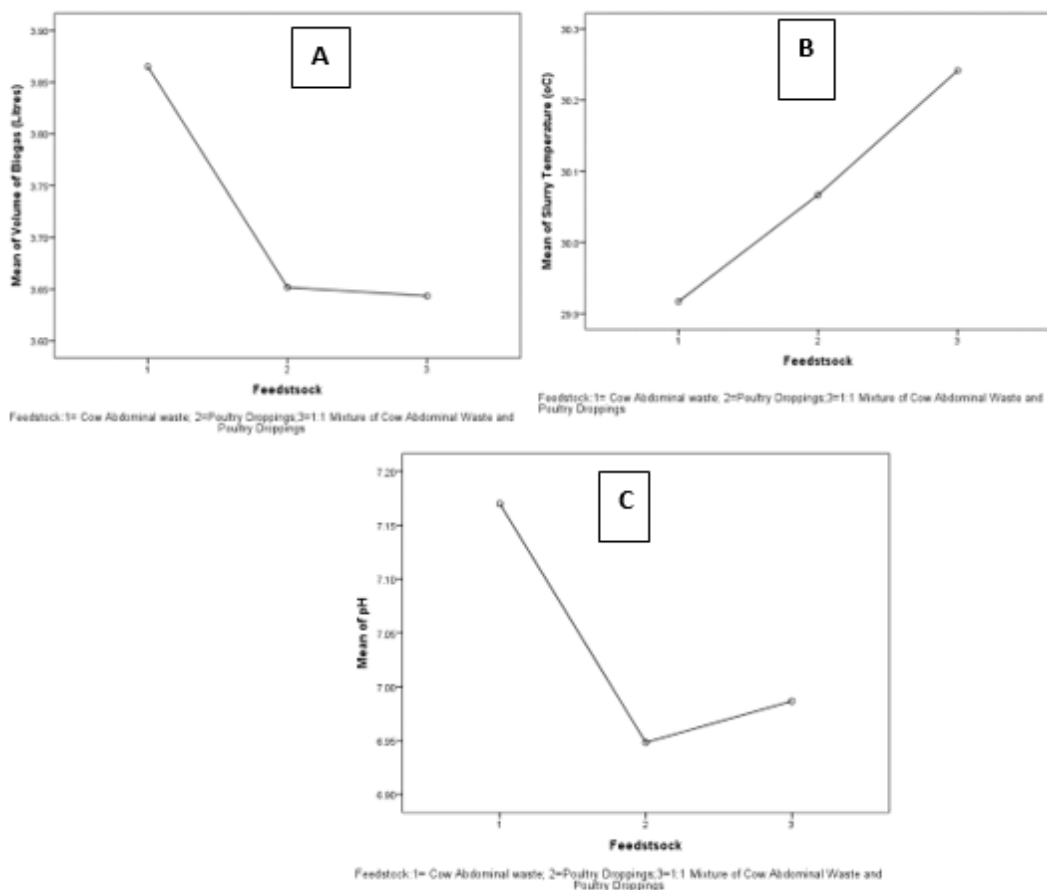 A
Mean of Volume of Biogas (Litres)
3.90
3.85
3.80
3.75
3.70
3.65
3.60
1
2
3
Feedstsock
Feedstock:1= Cow Abdominal waste; 2=Poultry Droppings;3=1:1 Mixture of Cow Abdominal Waste and
Poultry Droppings
B
Mean of Slurry Temperature (oC)
30.3
30.2
30.1
30.0
29.9
1
2
3
Feedstsock
Feedstock:1= Cow Abdominal waste; 2=Poultry Droppings;3=1:1 Mixture of Cow Abdominal Waste and
Poultry Droppings
C
Mean of pH
7.20
7.15
7.10
7.05
7.00
6.95
6.90
1
2
3
Feedstsock
Feedstock:1= Cow Abdominal waste; 2=Poultry Droppings;3=1:1 Mixture of Cow Abdominal Waste and
Poultry Droppings